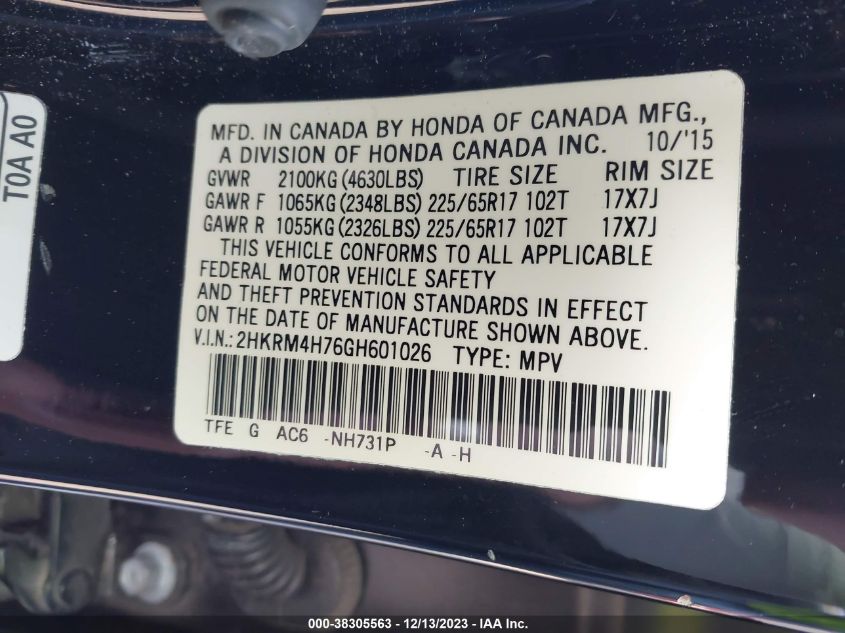 T0A A0
MFD. IN CANADA BY HONDA OF CANADA MFG.,
A DIVISION OF HONDA CANADA INC. 10/'15
GVWR 2100KG (4630LBS) TIRE SIZE RIM SIZE
GAWR F 1065KG (2348LBS) 225/65R17 102T 17X7J
GAWR R 1055KG (2326LBS) 225/65R17 102T 17X7J
THIS VEHICLE CONFORMS TO ALL APPLICABLE
FEDERAL MOTOR VEHICLE SAFETY
AND THEFT PREVENTION STANDARDS IN EFFECT
ON THE DATE OF MANUFACTURE SHOWN ABOVE.
V.I.N.: 2HKRM4H76GH601026 TYPE: MPV
TFE G AC6 -NH731P -A -H
000-38305563 - 12/13/2023 - IAA Inc.